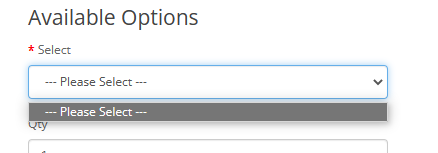 Available Options
* Select
--- Please Select ---
--- Please Select ---
Qty